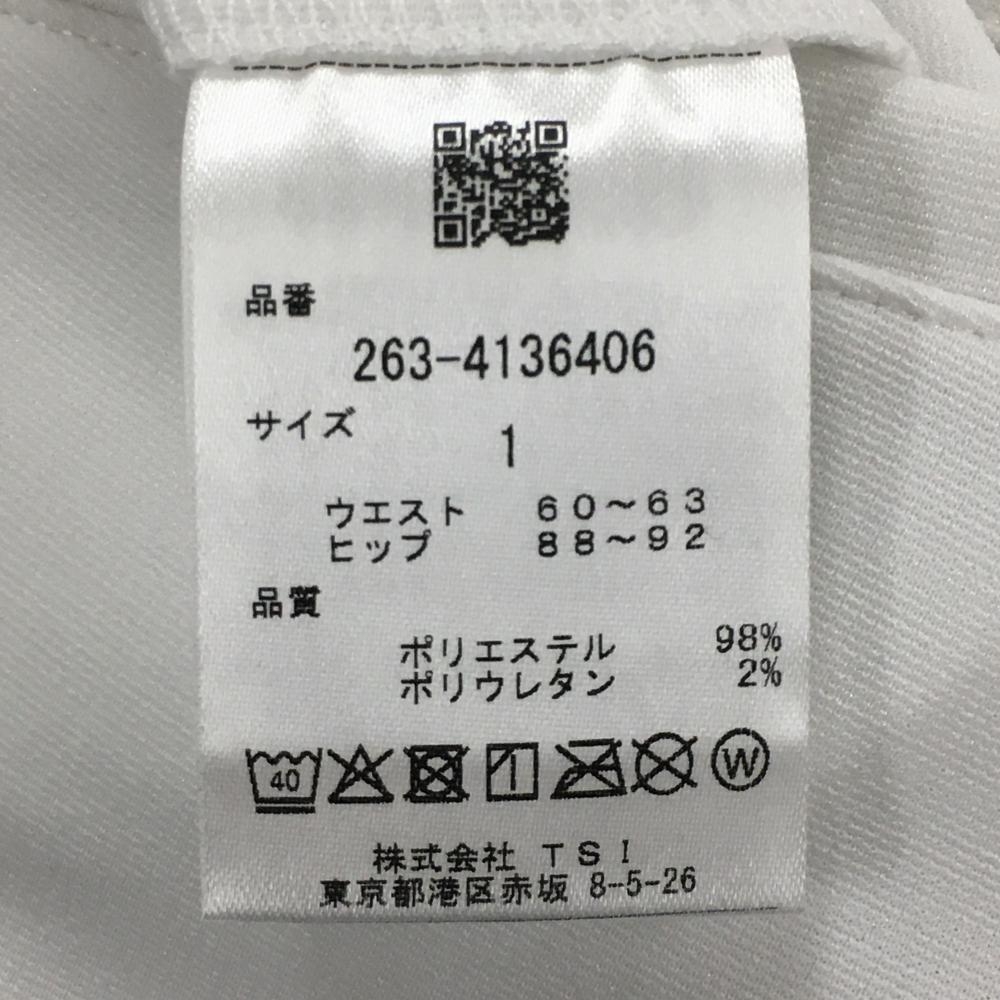 品番
263-4136406
サイズ
1
ウエスト 60~63
ヒップ 88~92
品質
ポリエステル 98%
ポリウレタン 2%
40 W
株式会社 TSI
東京都港区赤坂 8-5-26